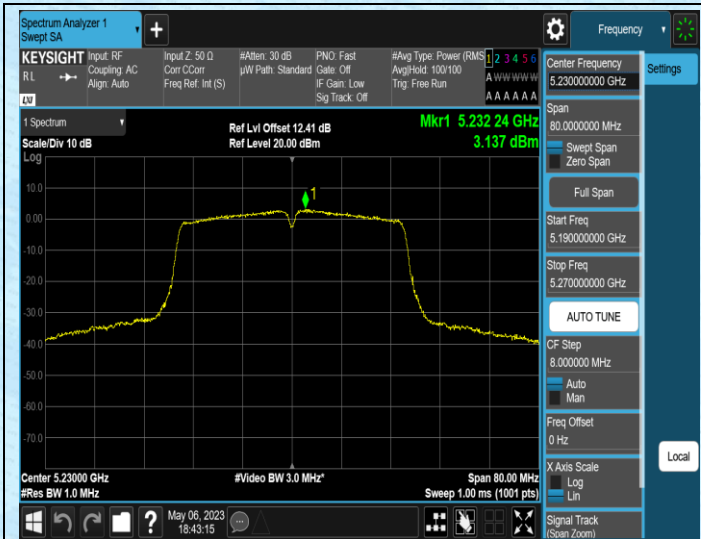 Spectrum Analyzer 1
Swept SA
Frequency
KEYSIGHT
R L
LXI
Input: RF
Coupling: AC
Align: Auto
Input Z: 50 Ω
Corr CCorr
Freq Ref: Int (S)
#Atten: 30 dB
µW Path: Standard
PNO: Fast
Gate: Off
IF Gain: Low
Sig Track: Off
#Avg Type: Power (RMS
Avg|Hold: 100/100
Trig: Free Run
1 2 3 4 5 6
A W W W W W
A A A A A A
1 Spectrum
Scale/Div 10 dB
Log
Ref Lvl Offset 12.41 dB
Ref Level 20.00 dBm
Mkr1 5.232 24 GHz
3.137 dBm
1
10.0
0.00
-10.0
-20.0
-30.0
-40.0
-50.0
-60.0
-70.0
Center 5.23000 GHz
#Res BW 1.0 MHz
#Video BW 3.0 MHz*
Span 80.00 MHz
Sweep 1.00 ms (1001 pts)
May 06, 2023
18:43:15
Center Frequency
5.230000000 GHz
Span
80.0000000 MHz
Swept Span
Zero Span
Full Span
Start Freq
5.190000000 GHz
Stop Freq
5.270000000 GHz
AUTO TUNE
CF Step
8.000000 MHz
Auto
Man
Freq Offset
0 Hz
X Axis Scale
Log
Lin
Signal Track
(Span Zoom)
Settings
Local